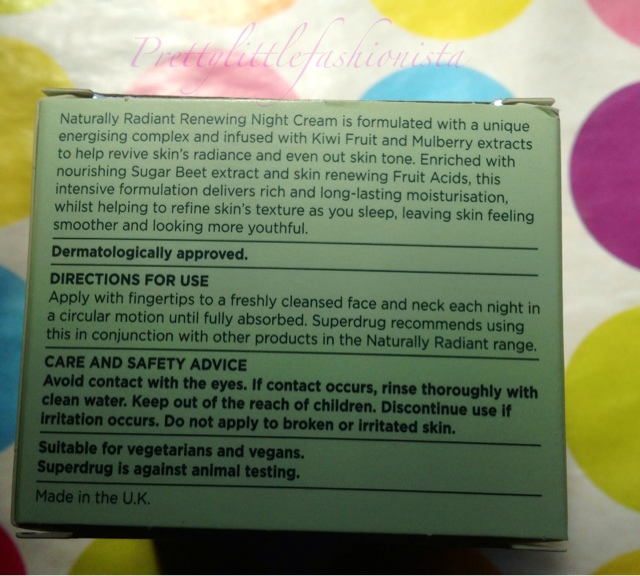 Prettylittlefashionista
Naturally Radiant Renewing Night Cream is formulated with a unique
energising complex and infused with Kiwi Fruit and Mulberry extracts
to help revive skin's radiance and even out skin tone. Enriched with
nourishing Sugar Beet extract and skin renewing Fruit Acids, this
intensive formulation delivers rich and long-lasting moisturisation,
whilst helping to refine skin's texture as you sleep, leaving skin feeling
smoother and looking more youthful.
Dermatologically approved.
DIRECTIONS FOR USE
Apply with fingertips to a freshly cleansed face and neck each night in
a circular motion until fully absorbed. Superdrug recommends using
this in conjunction with other products in the Naturally Radiant range.
CARE AND SAFETY ADVICE
Avoid contact with the eyes. If contact occurs, rinse thoroughly with
clean water. Keep out of the reach of children. Discontinue use if
irritation occurs. Do not apply to broken or irritated skin.
Suitable for vegetarians and vegans.
Superdrug is against animal testing.
Made in the U.K.